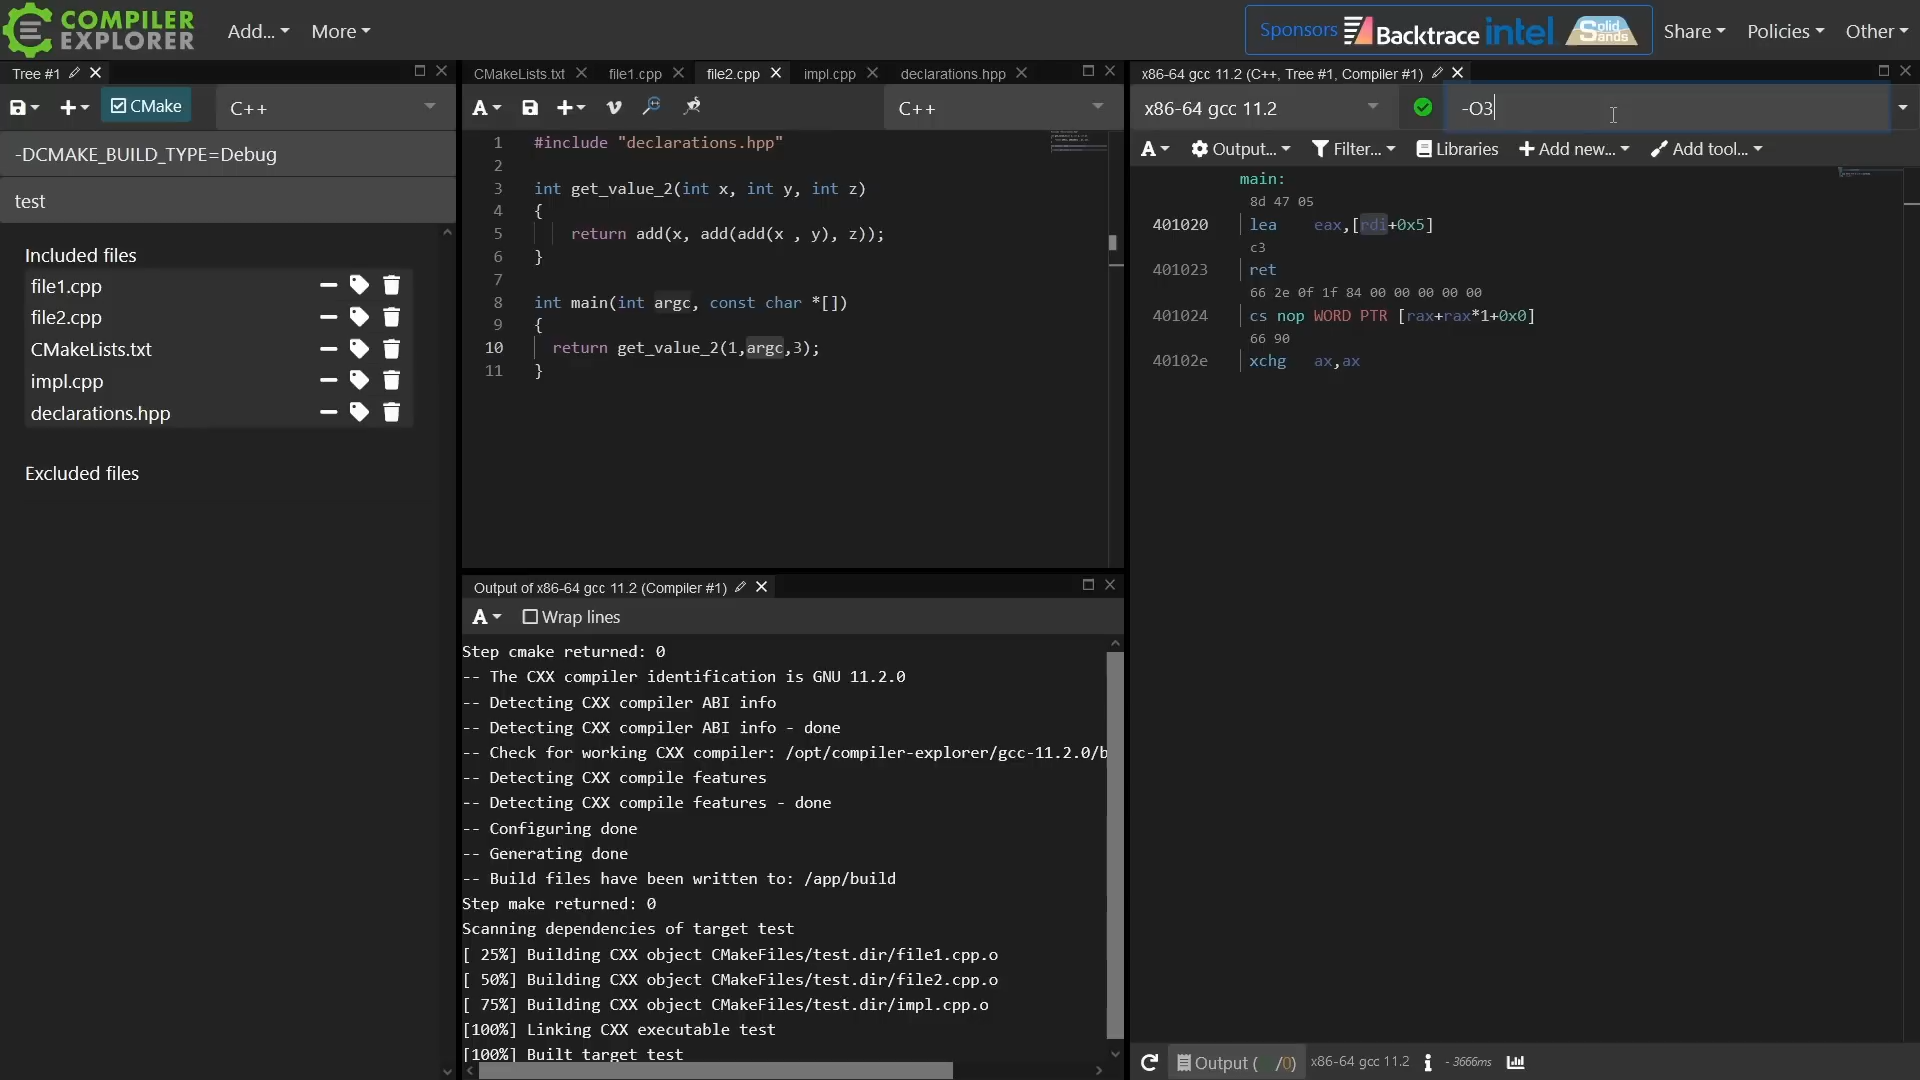 COMPILER
EXPLORER
Add...
More
Sponsors Backtrace intel Solid Sands
Share
Policies
Other
Tree #1
CMake
C++
-DCMAKE_BUILD_TYPE=Debug
test
Included files
file1.cpp
file2.cpp
CMakeLists.txt
impl.cpp
declarations.hpp
Excluded files
CMakeLists.txt
file1.cpp
file2.cpp
impl.cpp
declarations.hpp
A
C++
1 #include "declarations.hpp"
2
3 int get_value_2(int x, int y, int z)
4 {
5 return add(x, add(add(x , y), z));
6 }
7
8 int main(int argc, const char *[])
9 {
10 return get_value_2(1,argc,3);
11 }
Output of x86-64 gcc 11.2 (Compiler #1)
A
Wrap lines
Step cmake returned: 0
-- The CXX compiler identification is GNU 11.2.0
-- Detecting CXX compiler ABI info
-- Detecting CXX compiler ABI info - done
-- Check for working CXX compiler: /opt/compiler-explorer/gcc-11.2.0/b
-- Detecting CXX compile features
-- Detecting CXX compile features - done
-- Configuring done
-- Generating done
-- Build files have been written to: /app/build
Step make returned: 0
Scanning dependencies of target test
[ 25%] Building CXX object CMakeFiles/test.dir/file1.cpp.o
[ 50%] Building CXX object CMakeFiles/test.dir/file2.cpp.o
[ 75%] Building CXX object CMakeFiles/test.dir/impl.cpp.o
[100%] Linking CXX executable test
[100%] Built target test
x86-64 gcc 11.2 (C++, Tree #1, Compiler #1)
x86-64 gcc 11.2
-O3
A
Output...
Filter...
Libraries
Add new...
Add tool...
main:
8d 47 05
401020 lea eax,[rdi+0x5]
c3
401023 ret
66 2e 0f 1f 84 00 00 00 00 00
401024 cs nop WORD PTR [rax+rax*1+0x0]
66 90
40102e xchg ax,ax
Output ( /0)
x86-64 gcc 11.2
- 3666ms